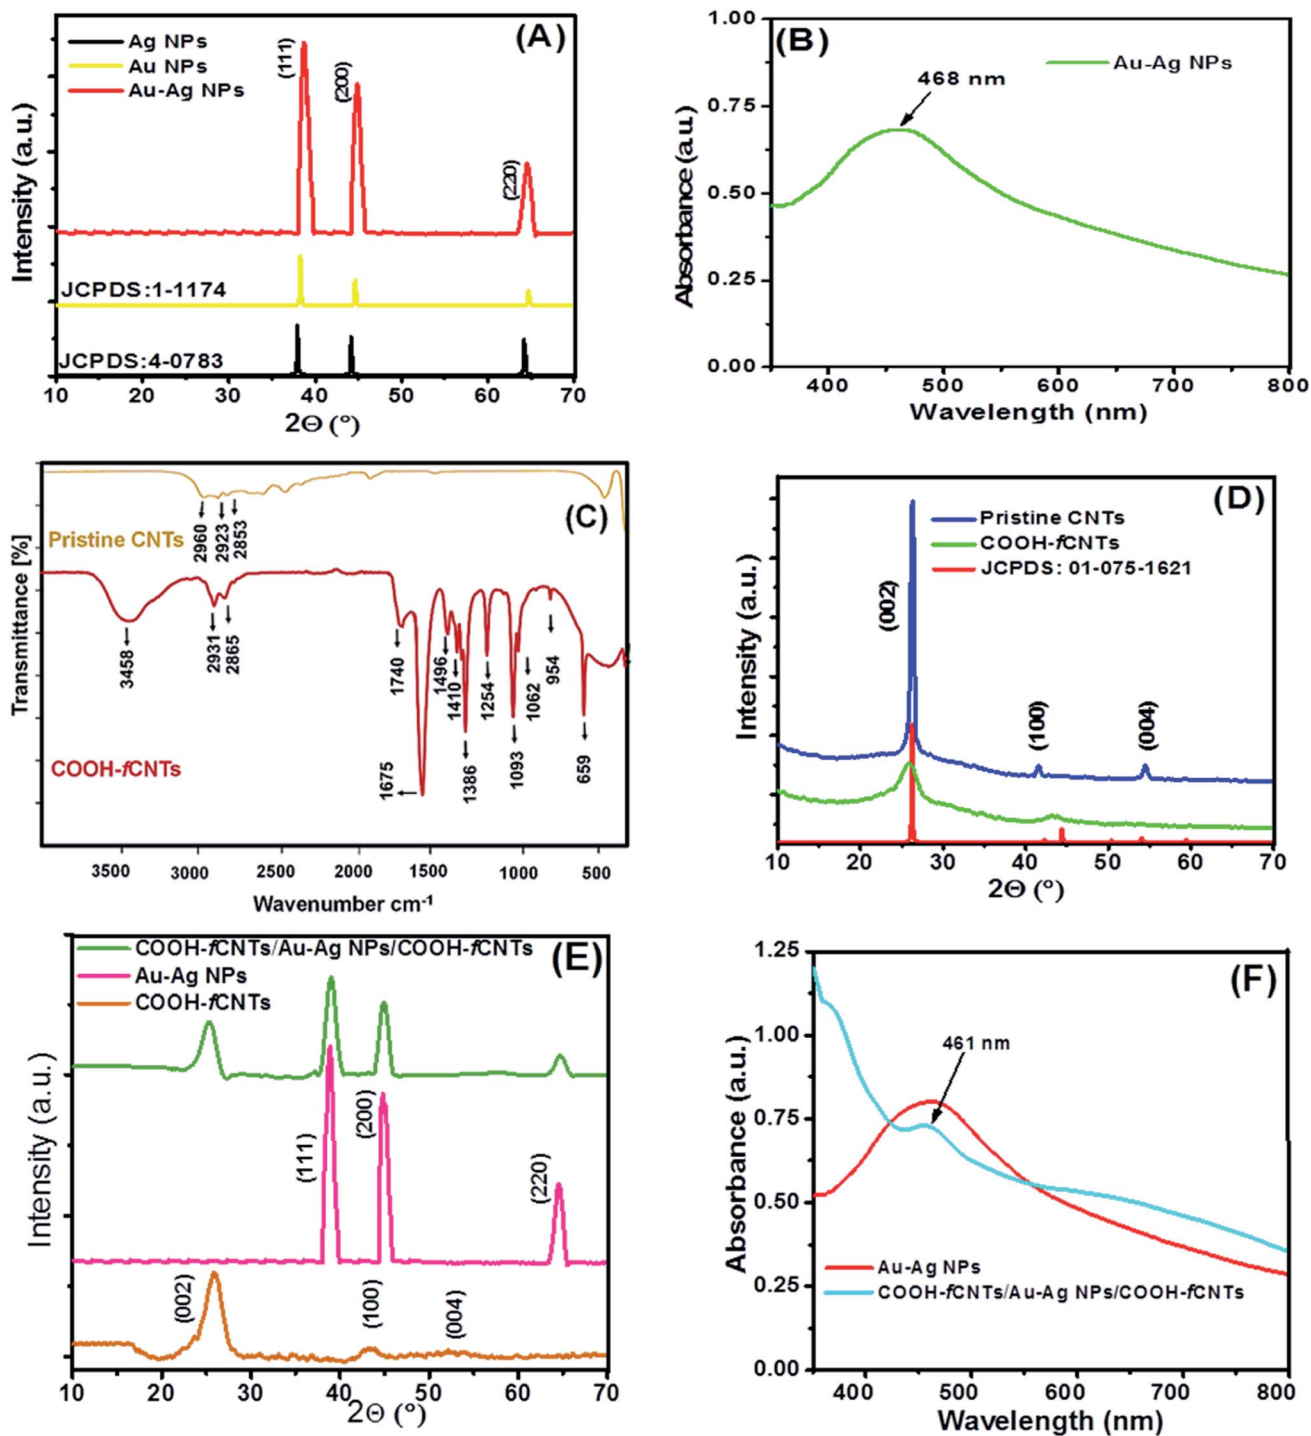 (A)
Ag NPs
Au NPs
Au-Ag NPs
(111)
(200)
(220)
JCPDS:1-1174
JCPDS:4-0783
Intensity (a.u.)
10 20 30 40 50 60 70
2Θ (°)
(B)
Au-Ag NPs
468 nm
Absorbance (a.u.)
1.00
0.75
0.50
0.25
0.00
400 500 600 700 800
Wavelength (nm)
(C)
Pristine CNTs
2960
2923
2853
Transmittance [%]
3458
2931
2865
1740
1675
1496
1410
1386
1254
1093
1062
954
659
COOH-fCNTs
3500 3000 2500 2000 1500 1000 500
Wavenumber cm-1
(D)
Pristine CNTs
COOH-fCNTs
JCPDS: 01-075-1621
(002)
(100)
(004)
Intensity (a.u.)
10 20 30 40 50 60 70
2Θ (°)
(E)
COOH-fCNTs/Au-Ag NPs/COOH-fCNTs
Au-Ag NPs
COOH-fCNTs
(111)
(200)
(220)
(002)
(100)
(004)
Intensity (a.u.)
10 20 30 40 50 60 70
2Θ (°)
(F)
461 nm
Absorbance (a.u.)
1.25
1.00
0.75
0.50
0.25
0.00
Au-Ag NPs
COOH-fCNTs/Au-Ag NPs/COOH-fCNTs
400 500 600 700 800
Wavelength (nm)